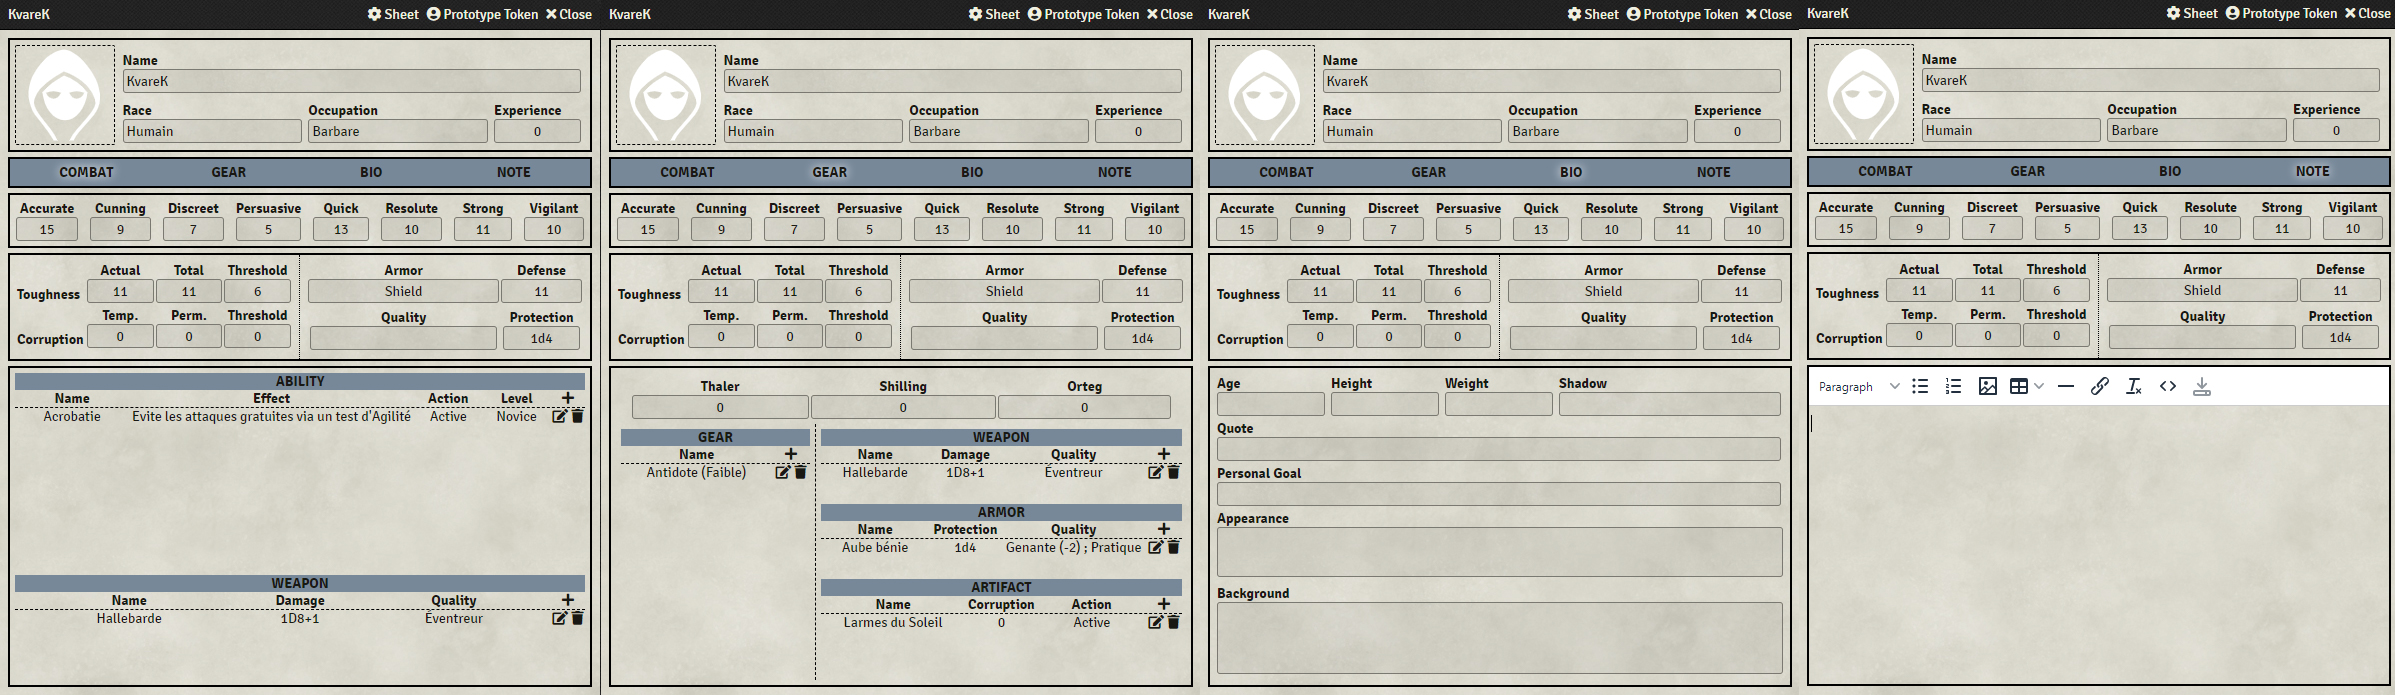 KvareK Sheet Prototype Token Close
Name
KvareK
Race Occupation Experience
Humain Barbare 0
COMBAT GEAR BIO NOTE
Accurate Cunning Discreet Persuasive Quick Resolute Strong Vigilant
15 9 7 5 13 10 11 10
Actual Total Threshold Armor Defense
Toughness 11 11 6 Shield 11
Temp. Perm. Threshold Quality Protection
Corruption 0 0 0 1d4
ABILITY
Name Effect Action Level
Acrobatie Evite les attaques gratuites via un test d'Agilité Active Novice
WEAPON
Name Damage Quality
Hallebarde 1D8+1 Éventreur
KvareK Sheet Prototype Token Close
Name
KvareK
Race Occupation Experience
Humain Barbare 0
COMBAT GEAR BIO NOTE
Accurate Cunning Discreet Persuasive Quick Resolute Strong Vigilant
15 9 7 5 13 10 11 10
Actual Total Threshold Armor Defense
Toughness 11 11 6 Shield 11
Temp. Perm. Threshold Quality Protection
Corruption 0 0 0 1d4
Thaler Shilling Orteg
0 0 0
GEAR
Name
Antidote (Faible)
WEAPON
Name Damage Quality
Hallebarde 1D8+1 Éventreur
ARMOR
Name Protection Quality
Aube bénie 1d4 Genante (-2) ; Pratique
ARTIFACT
Name Corruption Action
Larmes du Soleil 0 Active
KvareK Sheet Prototype Token Close
Name
KvareK
Race Occupation Experience
Humain Barbare 0
COMBAT GEAR BIO NOTE
Accurate Cunning Discreet Persuasive Quick Resolute Strong Vigilant
15 9 7 5 13 10 11 10
Actual Total Threshold Armor Defense
Toughness 11 11 6 Shield 11
Temp. Perm. Threshold Quality Protection
Corruption 0 0 0 1d4
Age Height Weight Shadow
Quote
Personal Goal
Appearance
Background
KvareK Sheet Prototype Token Close
Name
KvareK
Race Occupation Experience
Humain Barbare 0
COMBAT GEAR BIO NOTE
Accurate Cunning Discreet Persuasive Quick Resolute Strong Vigilant
15 9 7 5 13 10 11 10
Actual Total Threshold Armor Defense
Toughness 11 11 6 Shield 11
Temp. Perm. Threshold Quality Protection
Corruption 0 0 0 1d4
Paragraph